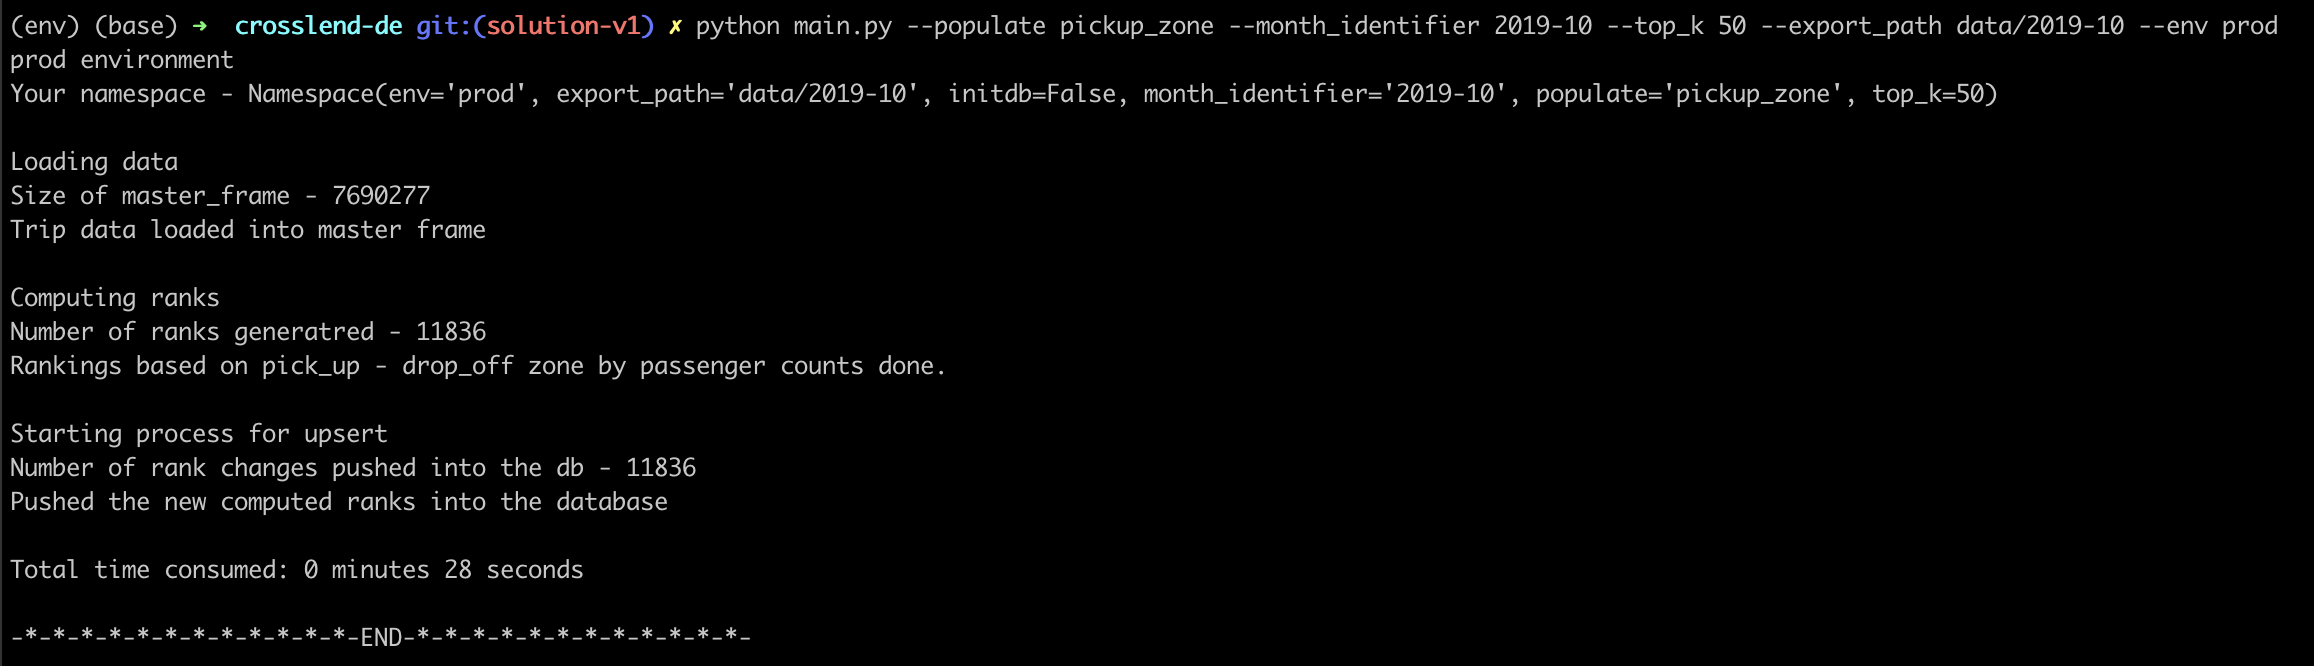 (env) (base) ➜  crosslend-de git:(solution-v1) ✗ python main.py --populate pickup_zone --month_identifier 2019-10 --top_k 50 --export_path data/2019-10 --env prod
prod environment
Your namespace - Namespace(env='prod', export_path='data/2019-10', initdb=False, month_identifier='2019-10', populate='pickup_zone', top_k=50)
Loading data
Size of master_frame - 7690277
Trip data loaded into master frame
Computing ranks
Number of ranks generatred - 11836
Rankings based on pick_up - drop_off zone by passenger counts done.
Starting process for upsert
Number of rank changes pushed into the db - 11836
Pushed the new computed ranks into the database
Total time consumed: 0 minutes 28 seconds
-*-*-*-*-*-*-*-*-*-*-*-*-END-*-*-*-*-*-*-*-*-*-*-*-*-